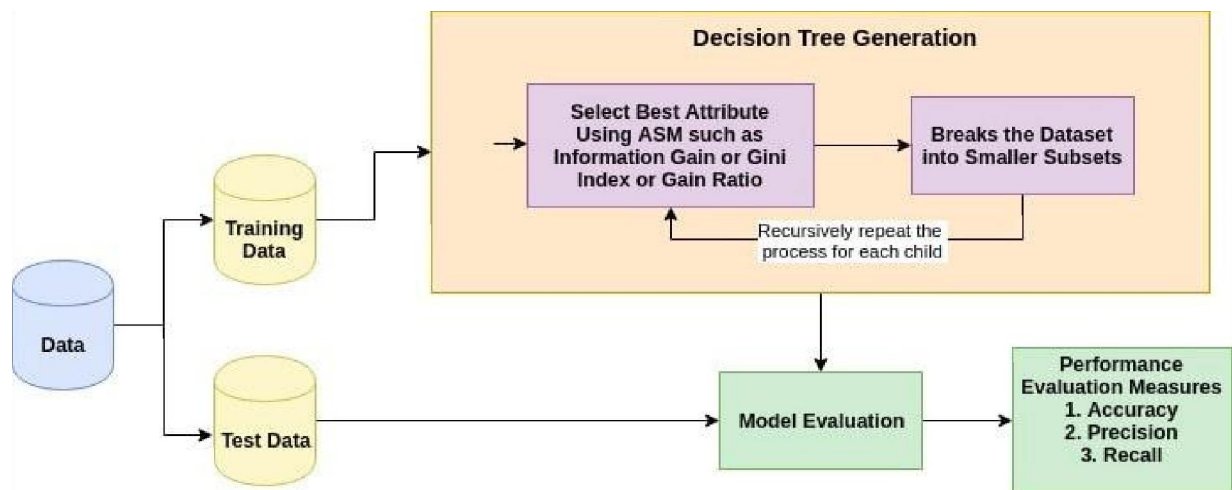 Decision Tree Generation
Select Best Attribute
Using ASM such as
Information Gain or Gini
Index or Gain Ratio
Breaks the Dataset
into Smaller Subsets
Recursively repeat the
process for each child
Training
Data
Data
Test Data
Model Evaluation
Performance
Evaluation Measures
1. Accuracy
2. Precision
3. Recall